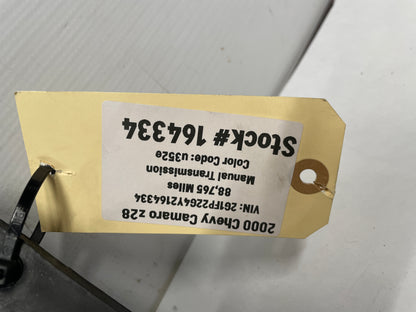 2000 Chevy Camaro z28
VIN: 2G1FP22G4Y2164334
88,765 Miles
Manual Transmission
Color Code: u352e
Stock# 164334